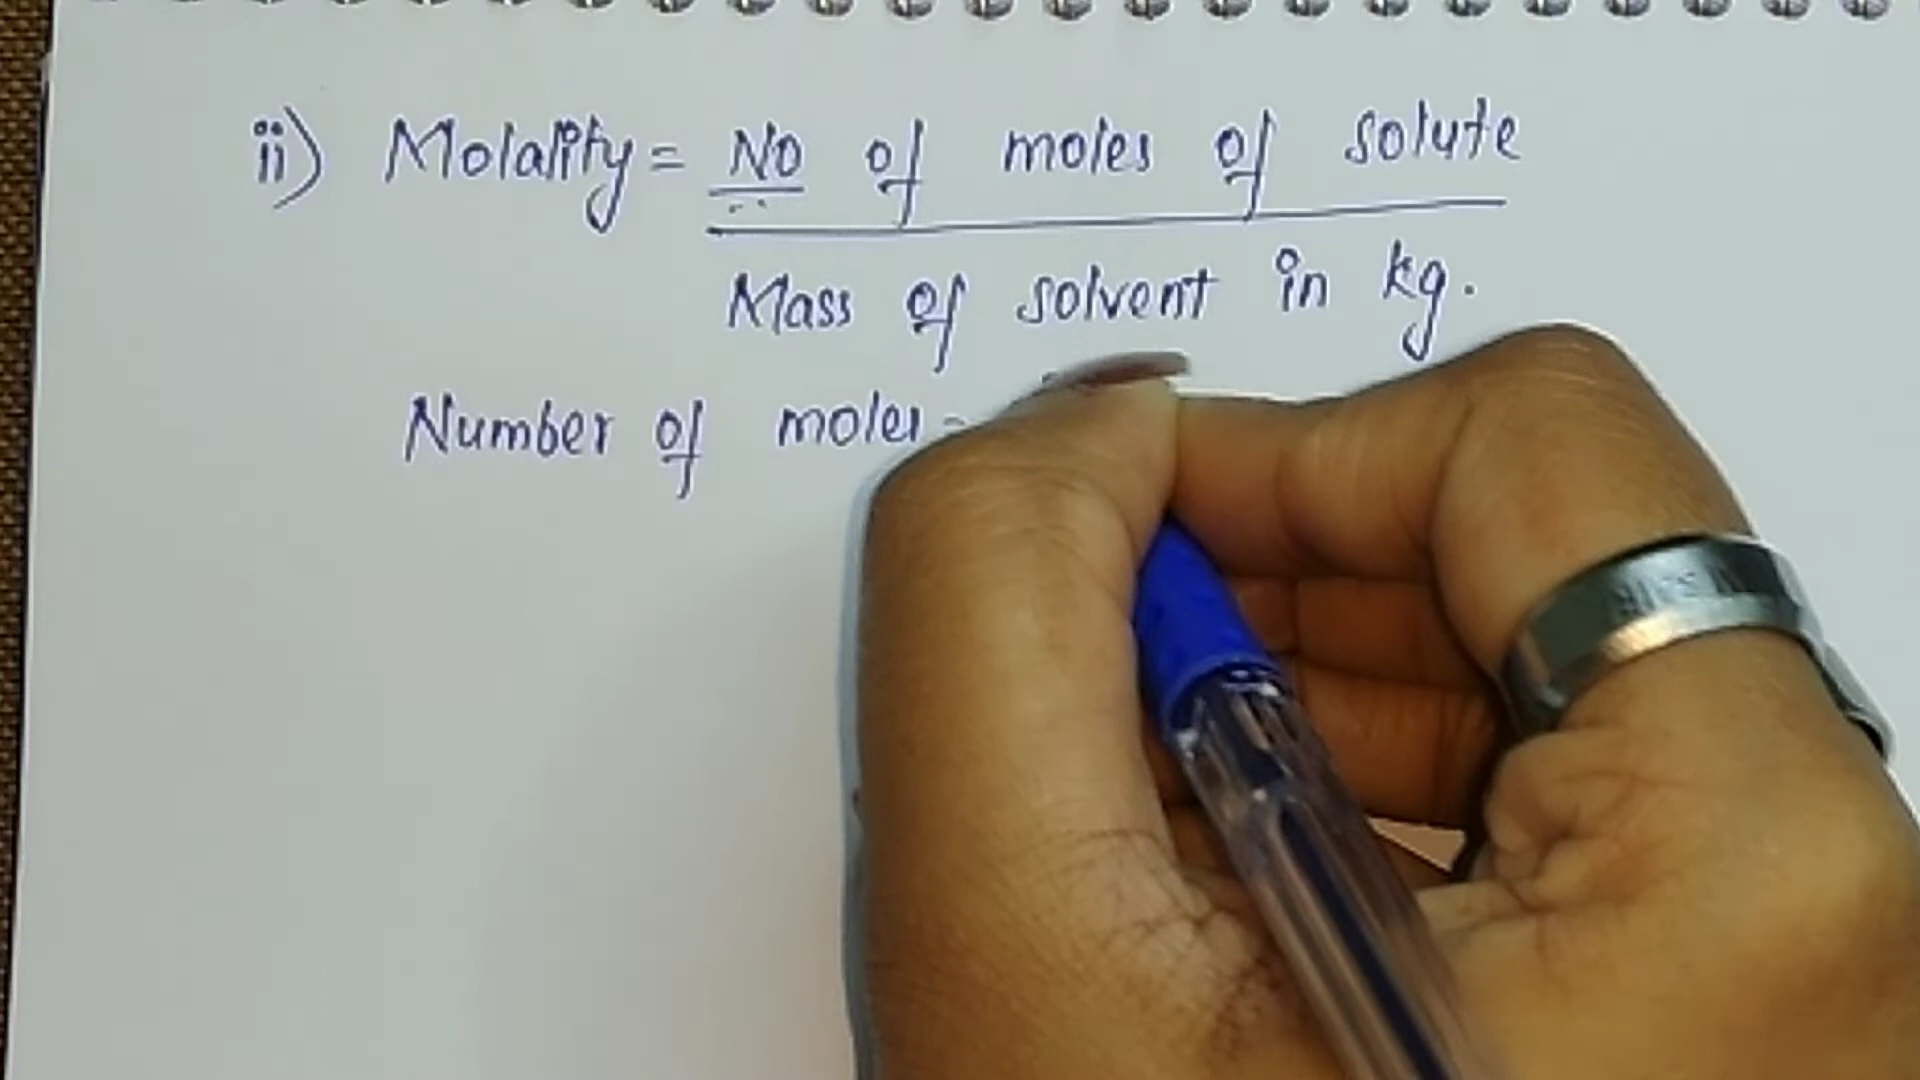 ii) Molality = No of moles of solute
Mass of solvent in kg.
Number of moles =